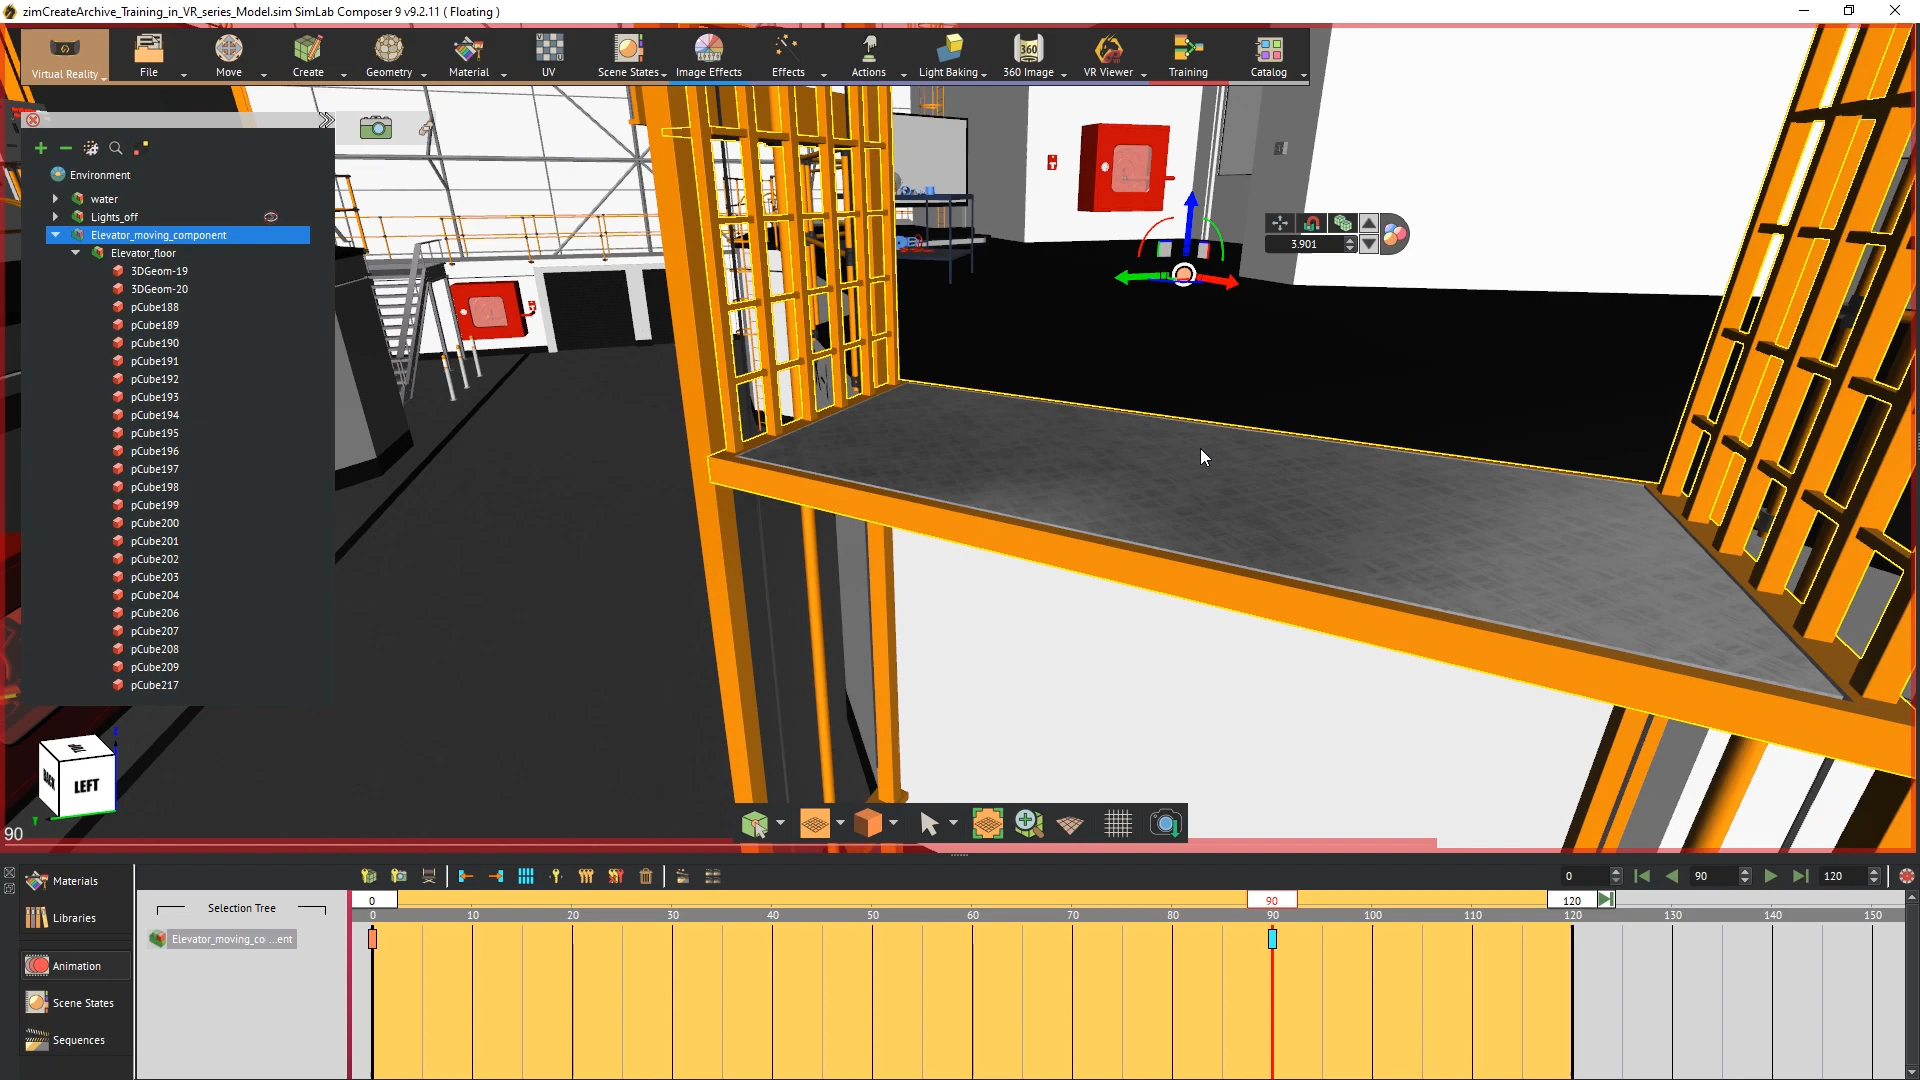 zimCreateArchive_Training_in_VR_series_Model.sim SimLab Composer 9 v9.2.11 ( Floating )
Virtual Reality
File
Move
Create
Geometry
Material
UV
Scene States
Image Effects
Effects
Actions
Light Baking
360 Image
VR Viewer
Training
Catalog
360
Environment
water
Lights_off
Elevator_moving_component
Elevator_floor
3DGeom-19
3DGeom-20
pCube188
pCube189
pCube190
pCube191
pCube192
pCube193
pCube194
pCube195
pCube196
pCube197
pCube198
pCube199
pCube200
pCube201
pCube202
pCube203
pCube204
pCube206
pCube207
pCube208
pCube209
pCube217
3.901
BACK
LEFT
Y
90
Materials
Libraries
Animation
Scene States
Sequences
Selection Tree
Elevator_moving_co ...ent
0
90
120
0
90
120
0 10 20 30 40 50 60 70 80 90 100 110 120 130 140 150